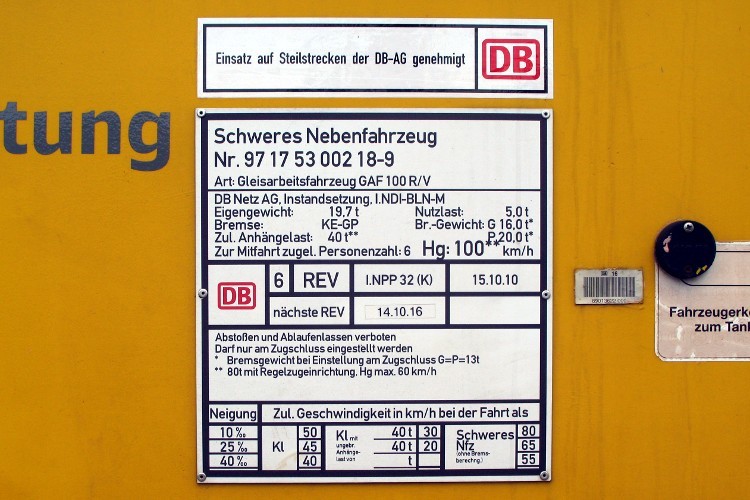 Einsatz auf Steilstrecken der DB-AG genehmigt DB
tung
Schweres Nebenfahrzeug
Nr. 97 17 53 002 18-9
Art: Gleisarbeitsfahrzeug GAF 100 R/V
DB Netz AG, Instandsetzung, I.NDI-BLN-M
Eigengewicht: 19.7 t Nutzlast: 5.0 t
Bremse: KE-GP Br.-Gewicht: G 16.0 t*
Zul. Anhängelast: 40 t** P 20.0 t*
Zur Mitfahrt zugel. Personenzahl: 6 Hg: 100** km/h
DB 6 REV I.NPP 32 (K) 15.10.10
nächste REV 14.10.16
Abstoßen und Ablaufenlassen verboten
Darf nur am Zugschluss eingestellt werden
* Bremsgewicht bei Einstellung am Zugschluss G=P=13t
** 80t mit Regelzugeinrichtung, Hg max. 60 km/h
Neigung Zul. Geschwindigkeit in km/h bei der Fahrt als
10 ‰ 50 40 t 30 80
25 ‰ Kl 45 Kl mit ungebr. Anhänge- last von 40 t 20 Schweres Nfz (ohne Brems- berechng.) 65
40 ‰ 40 t 55
16
Fahrzeugerke
zum Tank